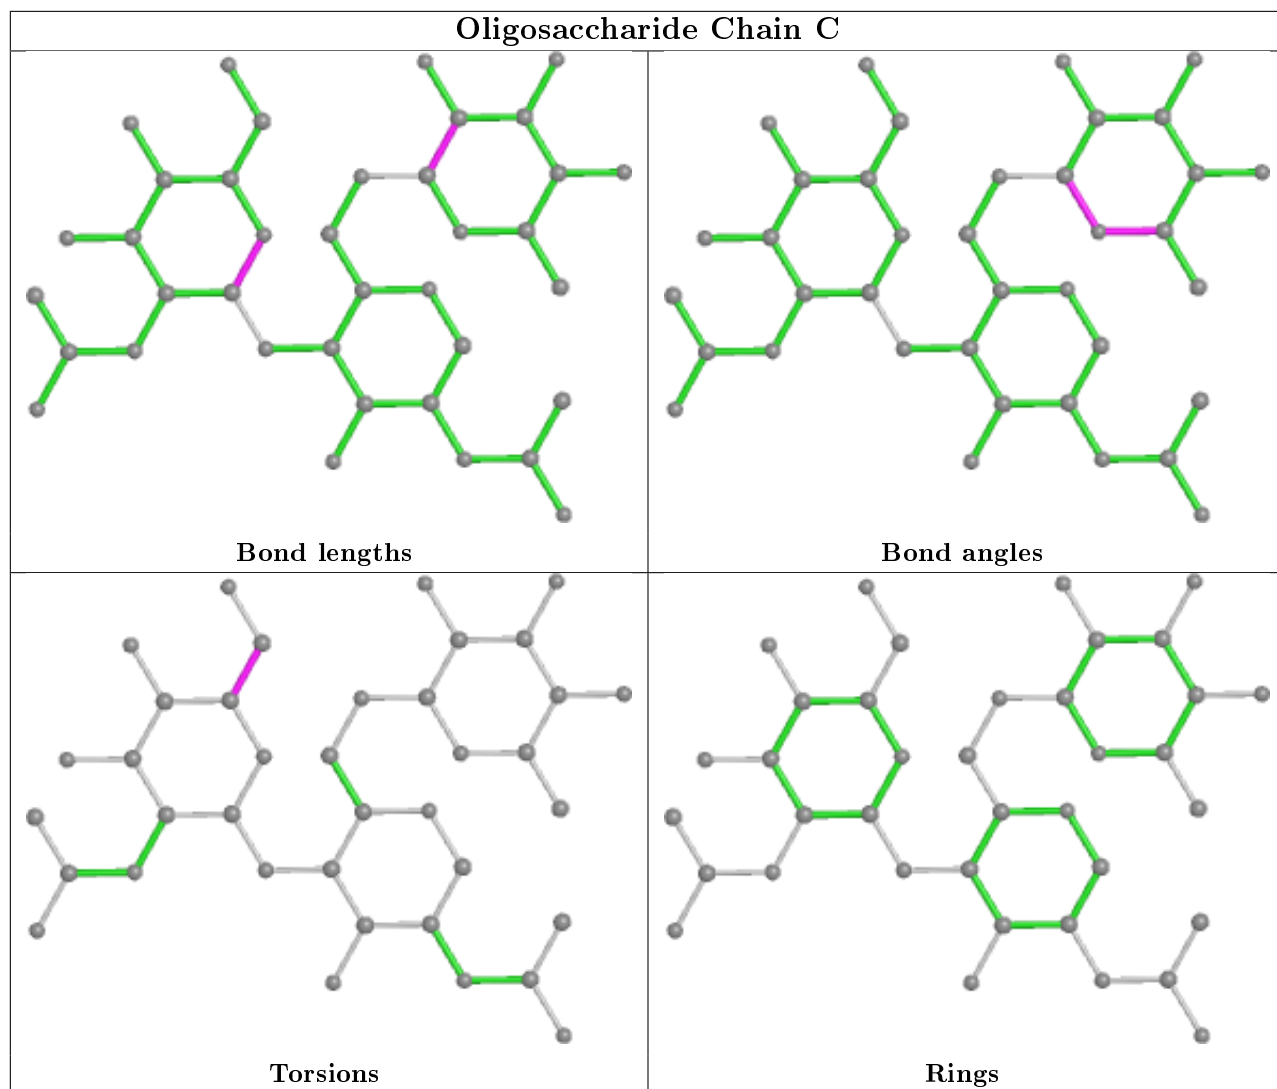 Oligosaccharide Chain C
Bond lengths
Bond angles
Torsions
Rings